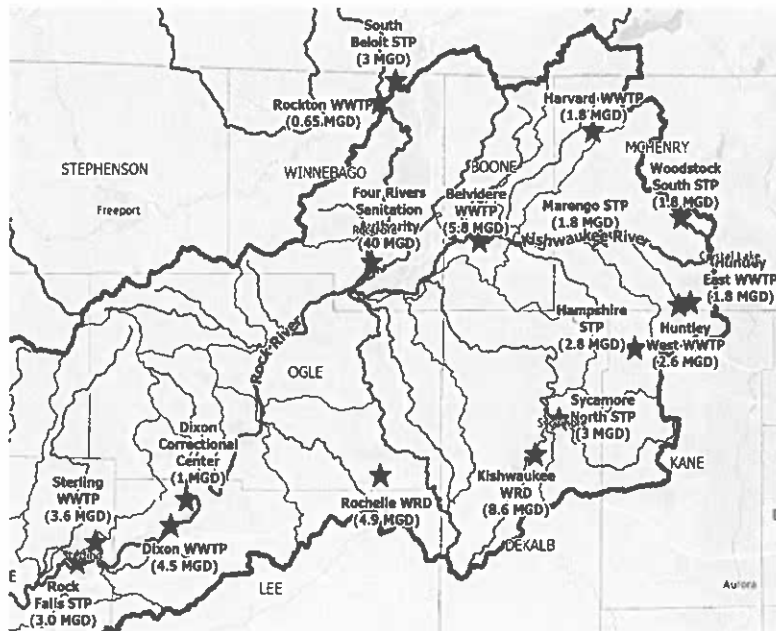 South
Beloit STP
(3 MGD)
Rockton WWTP
(0.65 MGD)
Harvard WWTP
(1.8 MGD)
MCHENRY
STEPHENSON
Freeport
WINNEBAGO
BOONE
Woodstock
South STP
(1.8 MGD)
Four Rivers
Sanitation
Authority
(40 MGD)
Belvidere
WWTP
(5.8 MGD)
Marengo STP
(1.8 MGD)
Kishwaukee River
Huntley
East WWTP
(1.8 MGD)
Hampshire
STP
(2.8 MGD)
Huntley
West WWTP
(2.6 MGD)
Rock River
OGLE
Dixon
Correctional
Center
(1 MGD)
Sycamore
North STP
(3 MGD)
KANE
Sterling
WWTP
(3.6 MGD)
Rochelle WRD
(4.9 MGD)
Kishwaukee
WRD
(8.6 MGD)
Dixon WWTP
(4.5 MGD)
DEKALB
E
Rock
Falls STP
(3.0 MGD)
LEE
Aurora